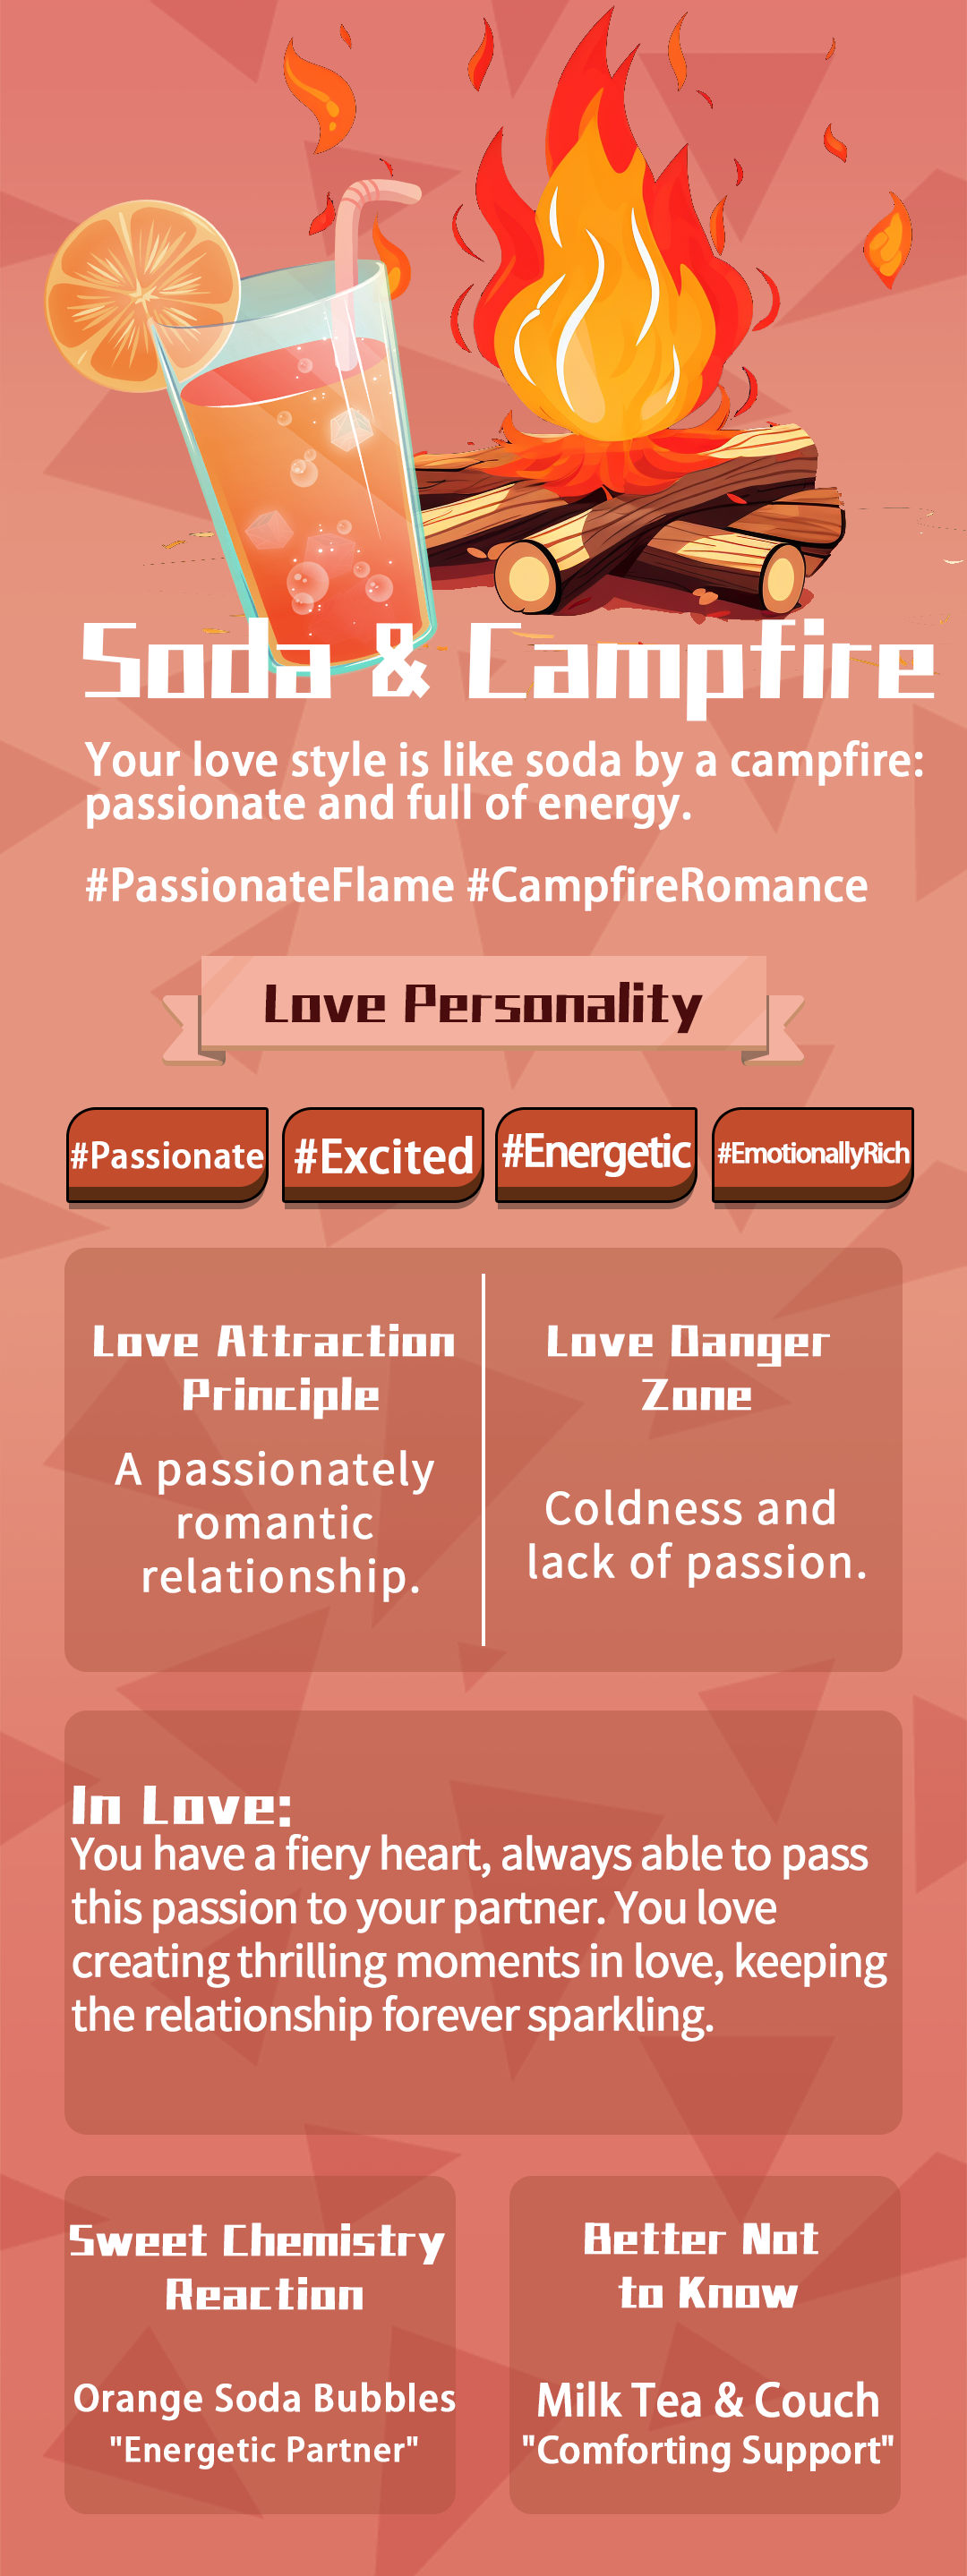 Soda & Campfire
Your love style is like soda by a campfire:
passionate and full of energy.
#PassionateFlame #CampfireRomance
Love Personality
#Passionate #Excited #Energetic #EmotionallyRich
Love Attraction
Principle
A passionately
romantic
relationship.
Love Danger
Zone
Coldness and
lack of passion.
In Love:
You have a fiery heart, always able to pass
this passion to your partner. You love
creating thrilling moments in love, keeping
the relationship forever sparkling.
Sweet Chemistry
Reaction
Orange Soda Bubbles
"Energetic Partner"
Better Not
to Know
Milk Tea & Couch
"Comforting Support"